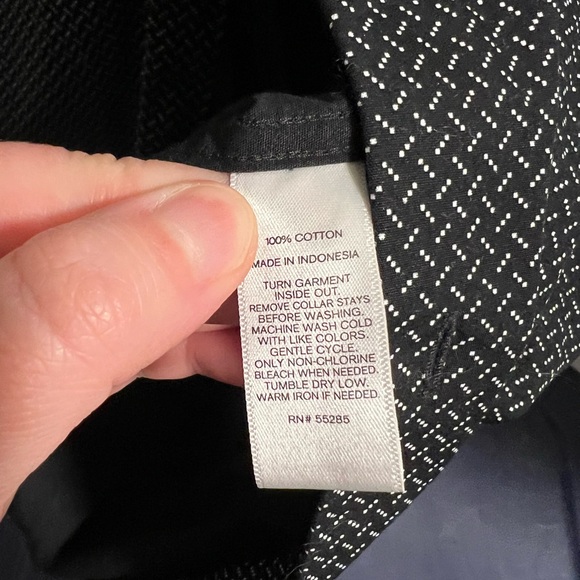 100% COTTON
MADE IN INDONESIA
TURN GARMENT
INSIDE OUT.
REMOVE COLLAR STAYS
BEFORE WASHING.
MACHINE WASH COLD
WITH LIKE COLORS.
GENTLE CYCLE.
ONLY NON-CHLORINE
BLEACH WHEN NEEDED.
TUMBLE DRY LOW.
WARM IRON IF NEEDED.
RN# 55285